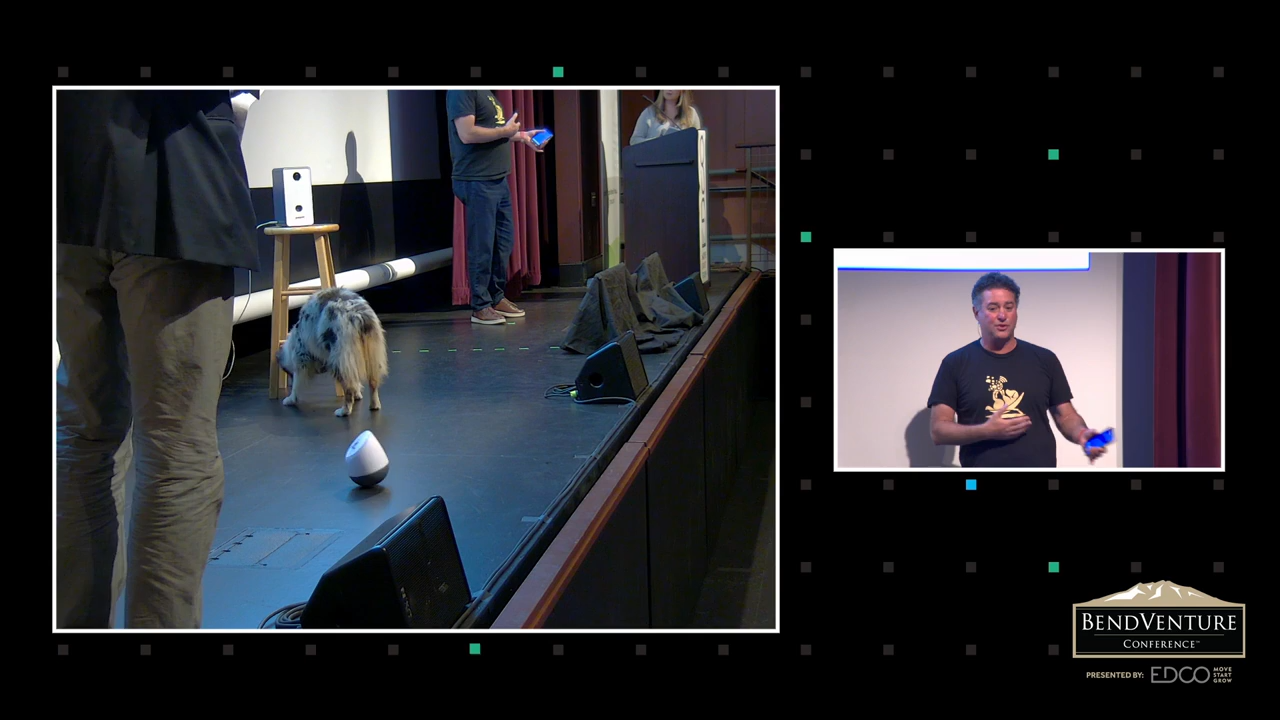 BENDVENTURE
CONFERENCE™
PRESENTED BY: EDCO MOVE
START
GROW